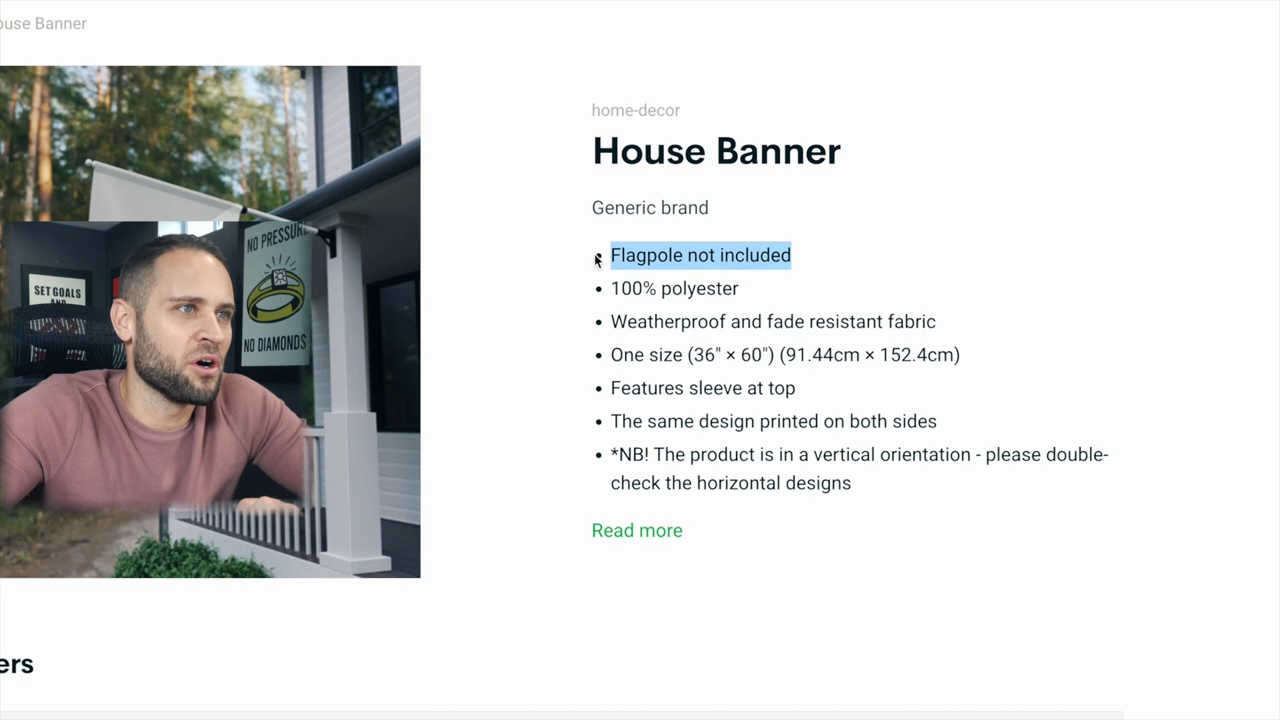 ouse Banner
home-decor
House Banner
Generic brand
• Flagpole not included
• 100% polyester
• Weatherproof and fade resistant fabric
• One size (36" × 60") (91.44cm × 152.4cm)
• Features sleeve at top
• The same design printed on both sides
• *NB! The product is in a vertical orientation - please double-
check the horizontal designs
Read more
NO PRESSURE
NO DIAMONDS
SET GOALS
AND
ers